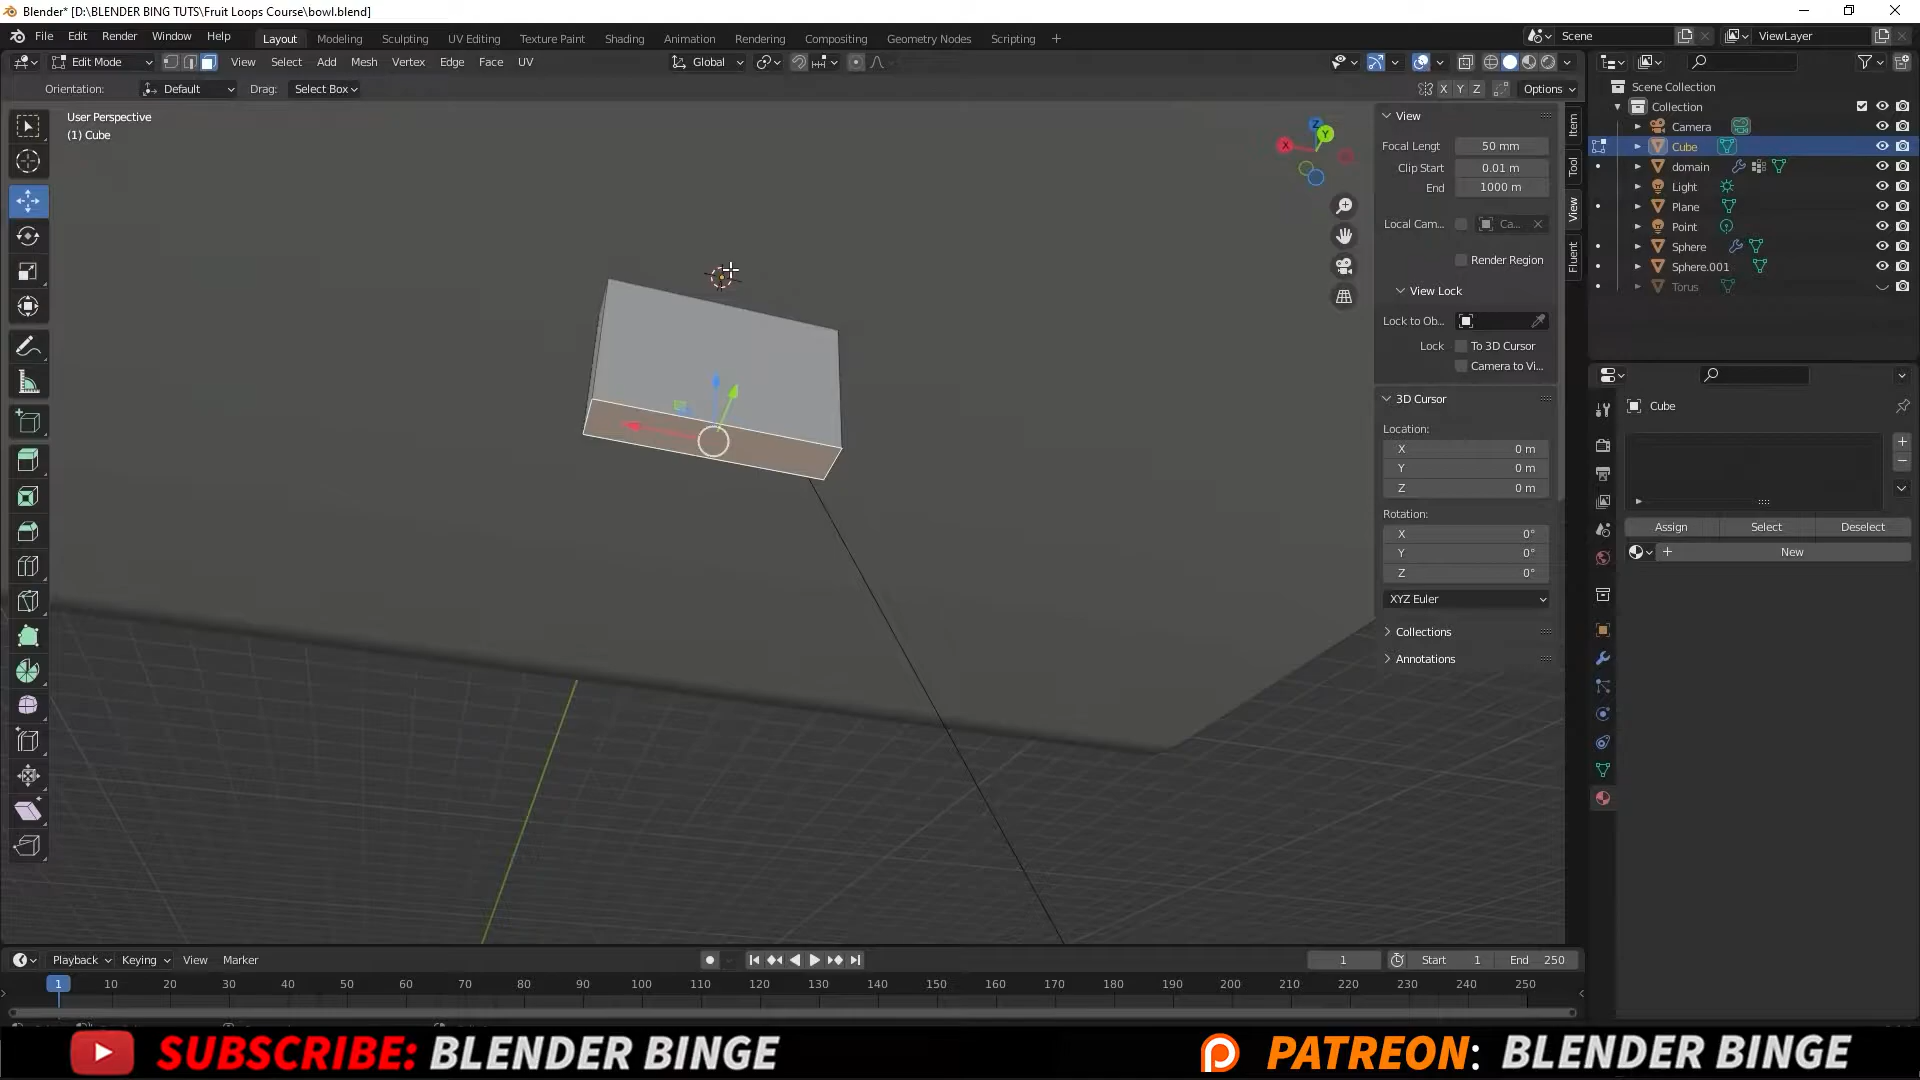 Blender* [D:\BLENDER BING TUTS\Fruit Loops Course\bowl.blend]
File Edit Render Window Help
Layout Modeling Sculpting UV Editing Texture Paint Shading Animation Rendering Compositing Geometry Nodes Scripting +
Scene
ViewLayer
Edit Mode View Select Add Mesh Vertex Edge Face UV
Global
Orientation: Default Drag: Select Box
X Y Z Options
User Perspective
(1) Cube
X Y Z
View
Focal Lengt 50 mm
Clip Start 0.01 m
End 1000 m
Local Cam... Ca...
Render Region
View Lock
Lock to Ob...
Lock To 3D Cursor
Camera to Vi...
3D Cursor
Location:
X 0 m
Y 0 m
Z 0 m
Rotation:
X 0°
Y 0°
Z 0°
XYZ Euler
Collections
Annotations
Item
Tool
View
Fluent
Scene Collection
Collection
Camera
Cube
domain
Light
Plane
Point
Sphere
Sphere.001
Torus
Cube
Assign Select Deselect
New
Playback Keying View Marker
1 Start 1 End 250
1 10 20 30 40 50 60 70 80 90 100 110 120 130 140 150 160 170 180 190 200 210 220 230 240 250
SUBSCRIBE: BLENDER BINGE
PATREON: BLENDER BINGE